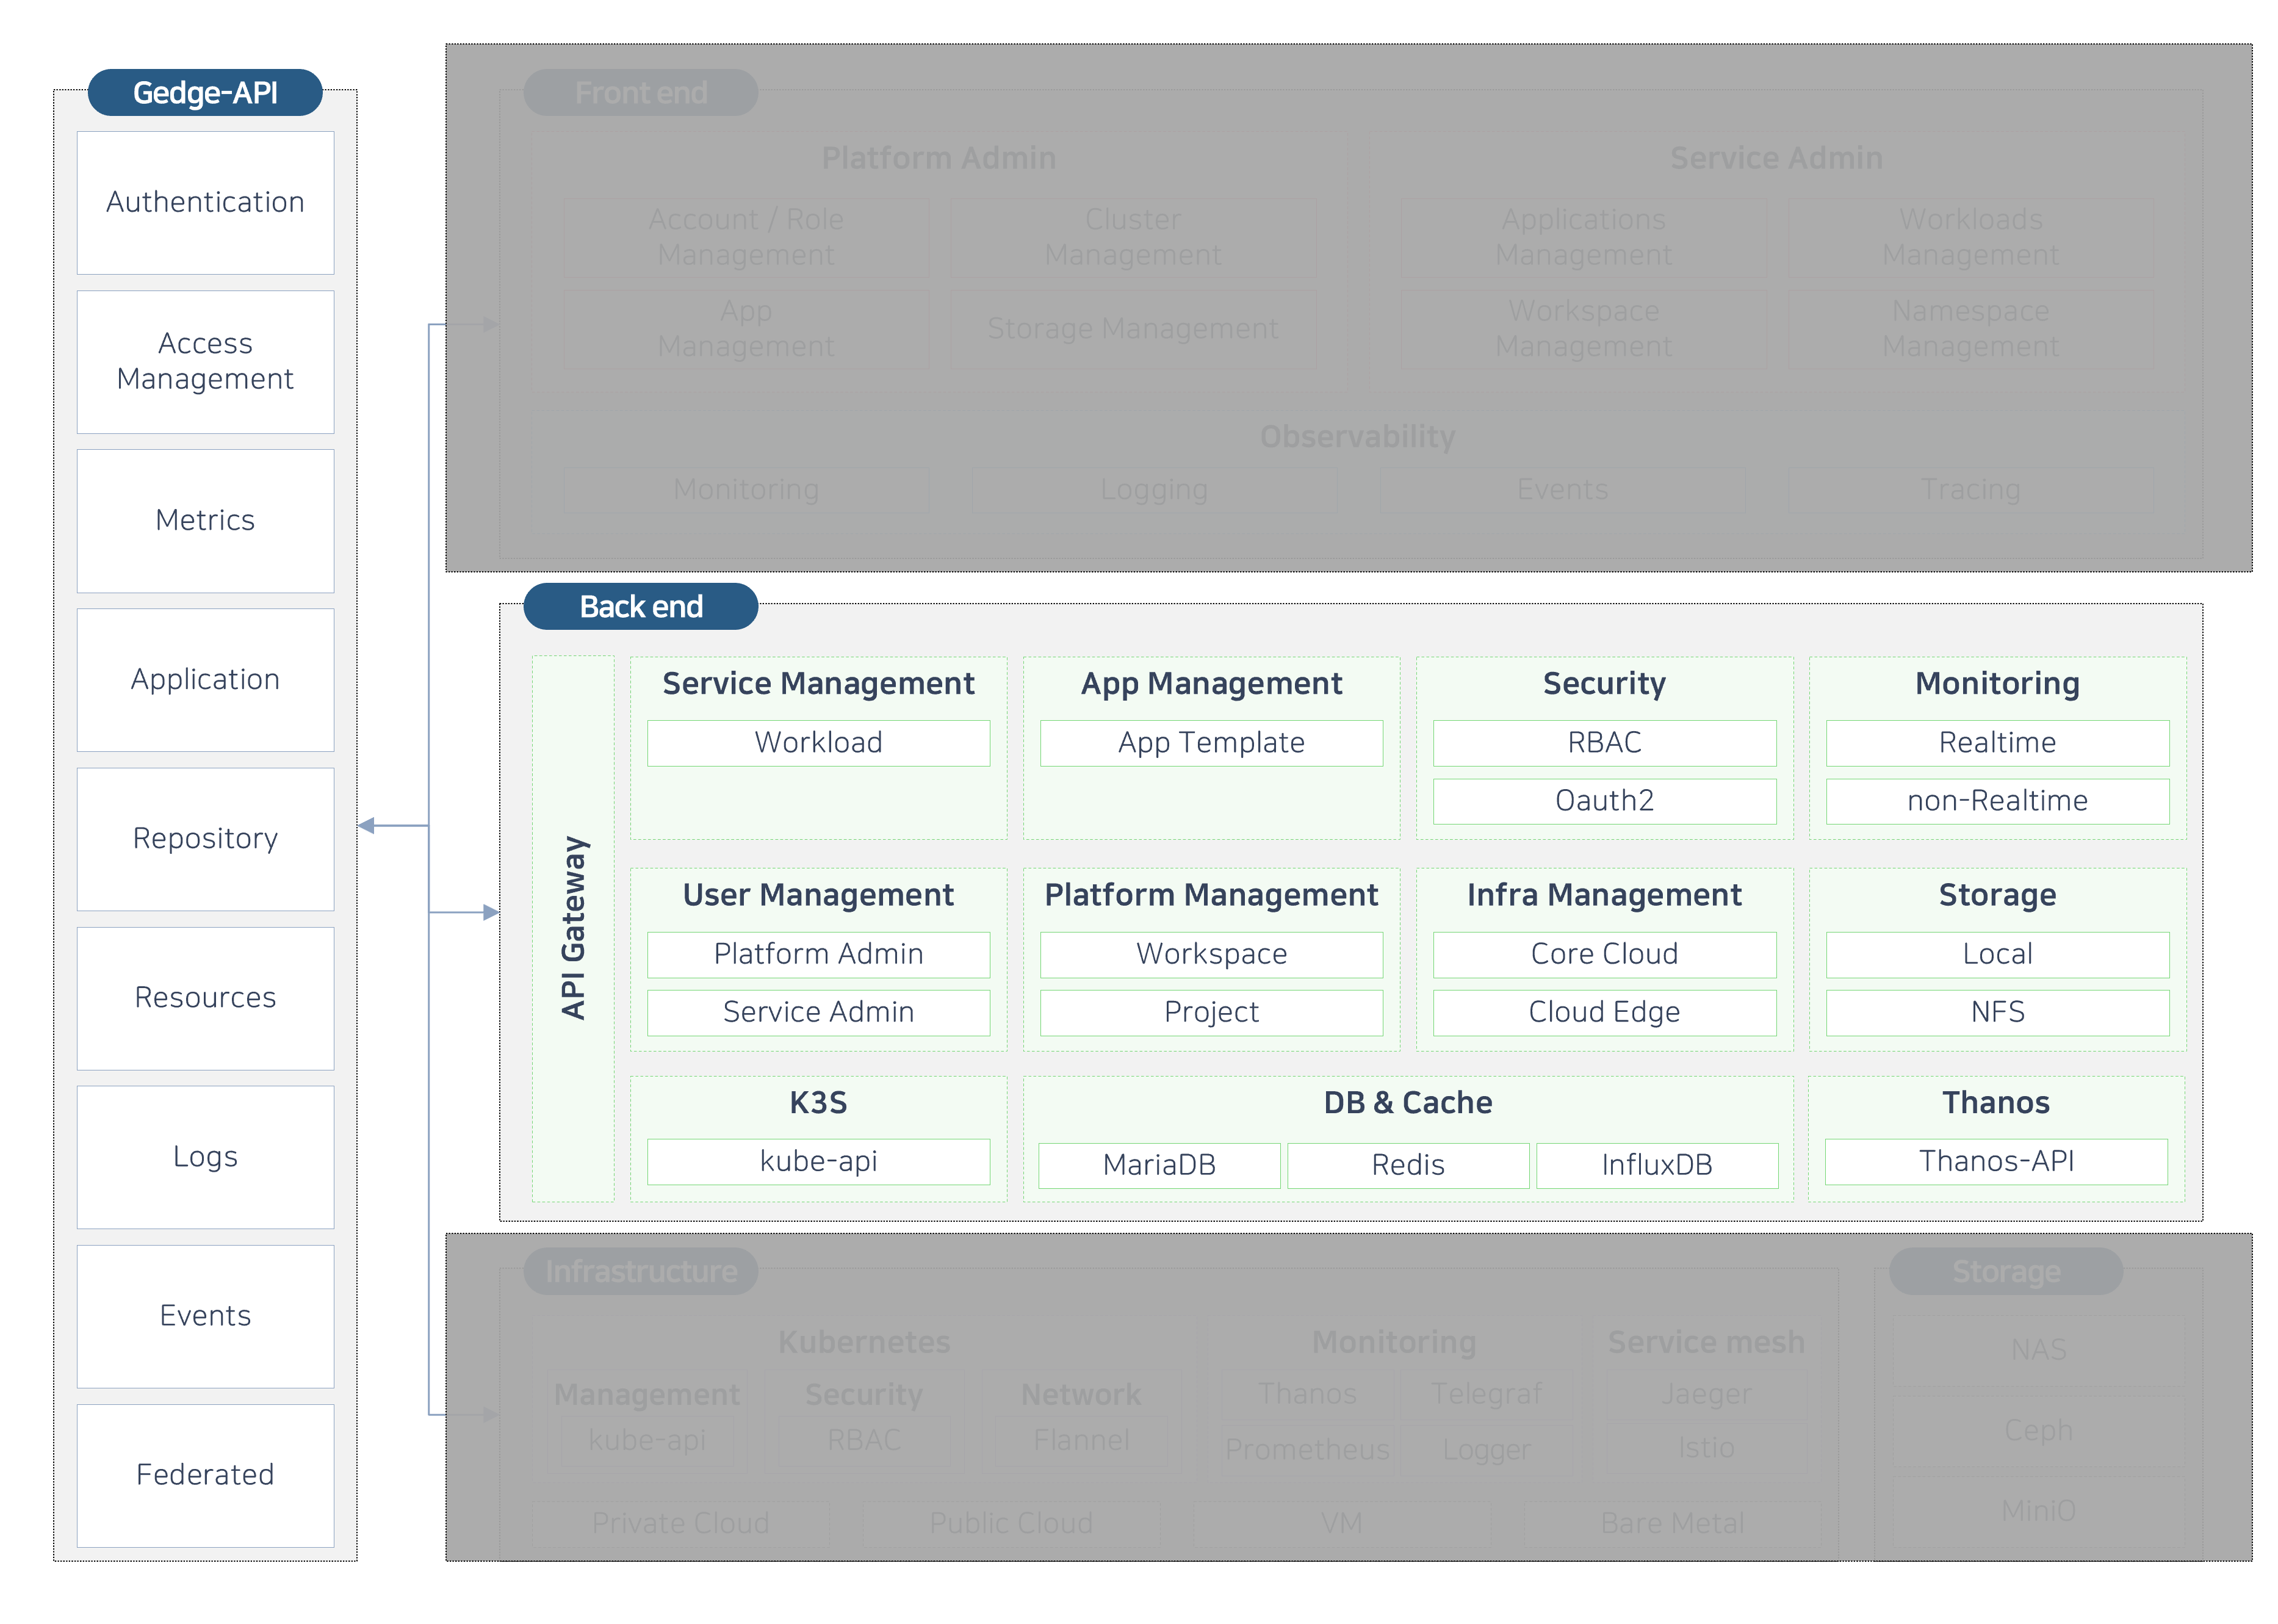 Gedge-API
Authentication
Access
Management
Metrics
Application
Repository
Resources
Logs
Events
Federated
Front end
Platform Admin
Account / Role
Management
Cluster
Management
App
Management
Storage Management
Service Admin
Applications
Management
Workloads
Management
Workspace
Management
Namespace
Management
Observability
Monitoring
Logging
Events
Tracing
Back end
API Gateway
Service Management
Workload
App Management
App Template
Security
RBAC
Oauth2
Monitoring
Realtime
non-Realtime
User Management
Platform Admin
Service Admin
Platform Management
Workspace
Project
Infra Management
Core Cloud
Cloud Edge
Storage
Local
NFS
K3S
kube-api
DB & Cache
MariaDB
Redis
InfluxDB
Thanos
Thanos-API
Infrastructure
Kubernetes
Management
kube-api
Security
RBAC
Network
Flannel
Monitoring
Thanos
Telegraf
Prometheus
Logger
Service mesh
Jaeger
Istio
Private Cloud
Public Cloud
VM
Bare Metal
Storage
NAS
Ceph
MiniO